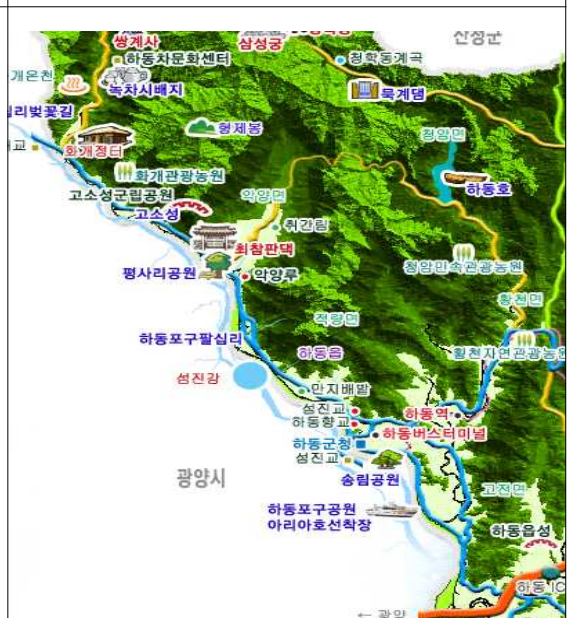 쌍계사
삼성궁
산청군
하동차문화센터
청학동계곡
개온천
녹차시배지
묵계댐
십리벚꽃길
형제봉
청암면
화개장터
화개관광농원
하동호
고소성군립공원
악양면
고소성
취간림
최참판댁
평사리공원
악양루
청암민속관광농원
적량면
횡천면
하동포구팔십리
하동읍
횡천자연관광농원
섬진강
만지배밭
섬진교
하동역
하동향교
하동버스터미널
하동군청
섬진교
광양시
송림공원
고전면
하동포구공원
아리아호선착장
하동읍성
하동 IC
← 광양